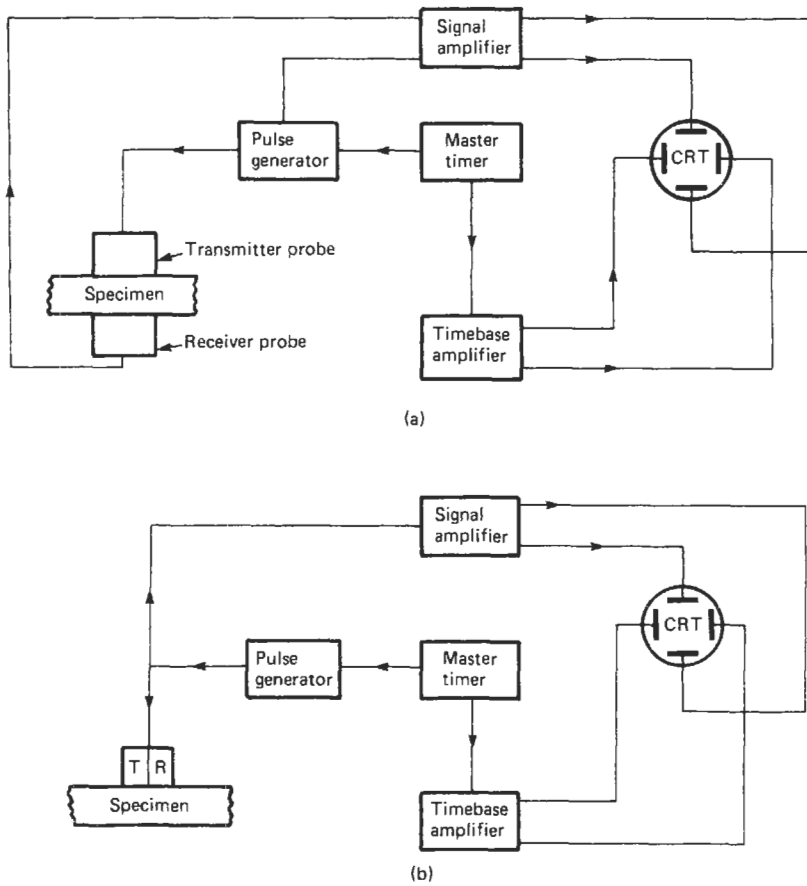 Signal
amplifier
Pulse
generator
Master
timer
CRT
Transmitter probe
Specimen
Receiver probe
Timebase
amplifier
(a)
Signal
amplifier
CRT
Pulse
generator
Master
timer
T R
Specimen
Timebase
amplifier
(b)